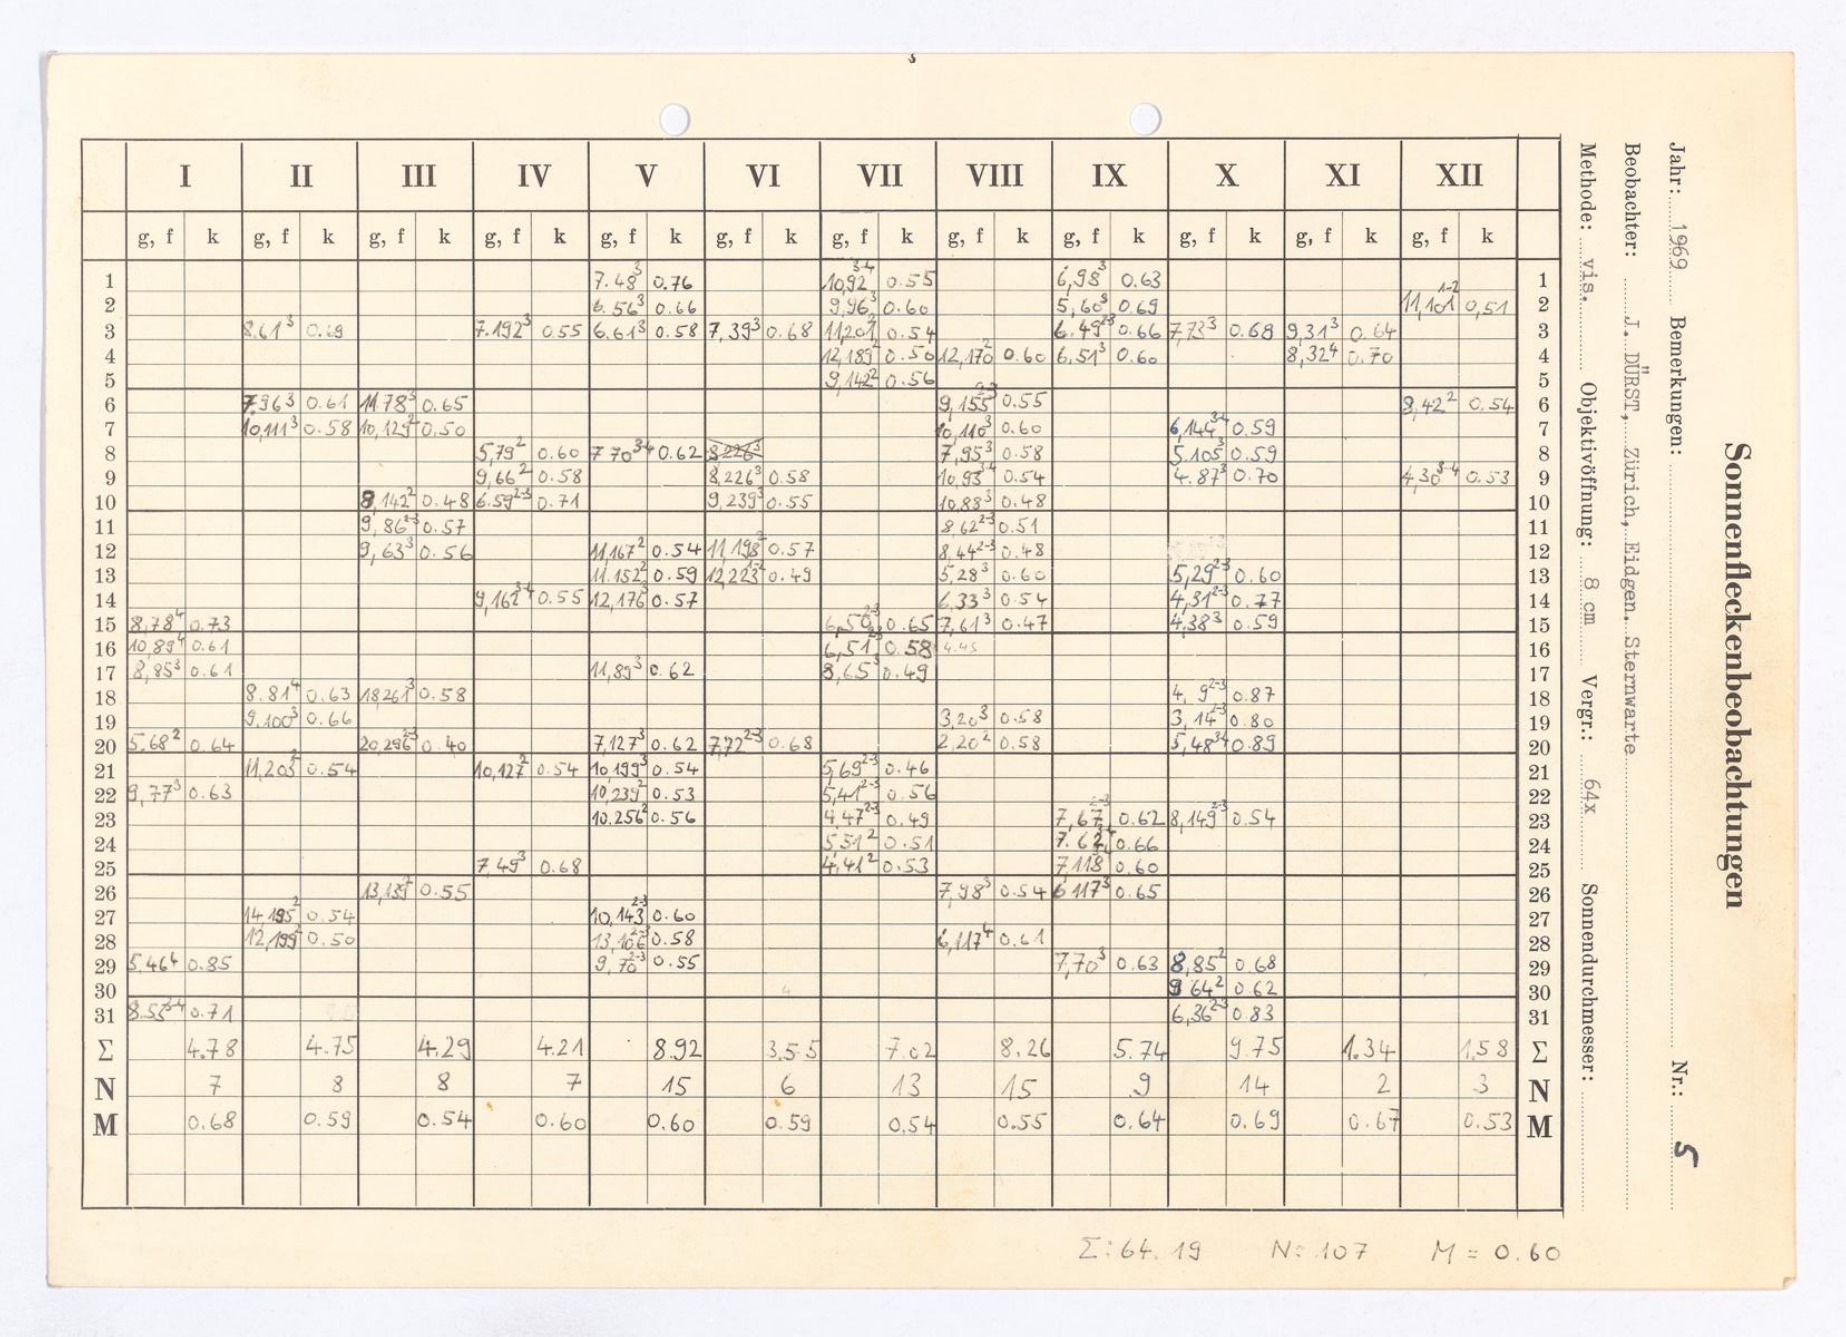 Sonnenfleckenbeobachtungen
Jahr: 1969 Bemerkungen: Nr.: 5
Beobachter: J. DÜRST, Zürich, Eidgen. Sternwarte
Methode: vis. Objektivöffnung: 8 cm Vergr.: 64x Sonnendurchmesser:
I II III IV V VI VII VIII IX X XI XII
g, f k g, f k g, f k g, f k g, f k g, f k g, f k g, f k g, f k g, f k g, f k g, f k
1 7.48³ 0.76 10,92³⁻⁴ 0.55 6,98³ 0.63 1
2 6.56³ 0.66 9,96³ 0.60 5,60³ 0.69 11,101¹⁻² 0,51 2
3 8.61³ 0.69 7.192³ 0.55 6.61³ 0.58 7,39³ 0.68 11,201² 0.54 6.49²⁻³ 0.66 7,73³ 0.68 9,31³ 0.64 3
4 12,189² 0.50 12,170² 0.60 6,51³ 0.60 8,32⁴ 0.70 4
5 9,142² 0.56 5
6 7.96³ 0.61 11.78³ 0.65 9,155²⁻³ 0.55 8,42² 0.54 6
7 10,111³ 0.58 10,129² 0.50 10,110³ 0.60 6,144³⁻⁴ 0.59 7
8 5,79² 0.60 7 70³⁻⁴ 0.62 8 226³ 7,95³ 0.58 5.105³ 0.59 8
9 9,66² 0.58 8,226³ 0.58 10,93³⁻⁴ 0.54 4.87³ 0.70 4,30³⁻⁴ 0.53 9
10 8,142² 0.48 6.59²⁻³ 0.71 9,239³ 0.55 10,88³ 0.48 10
11 9,86²⁻³ 0.57 8,62²⁻³ 0.51 11
12 9,63³ 0.56 11,167² 0.54 11,198² 0.57 8,44²⁻³ 0.48 12
13 11.152² 0.59 12,223¹⁻² 0.49 5,28³ 0.60 5,29²⁻³ 0.60 13
14 9,162³⁻⁴ 0.55 12,176³ 0.57 6,33³ 0.54 4,31²⁻³ 0.77 14
15 8,78⁴ 0.73 6,50²⁻³ 0.65 7,61³ 0.47 4,38³ 0.59 15
16 10,89⁴ 0.61 6,51²⁻³ 0.58 4.45 16
17 8,85³ 0.61 11,89³ 0.62 8,65³ 0.49 17
18 8.81⁴ 0.63 18261³ 0.58 4, 9²⁻³ 0.87 18
19 9.100³ 0.66 3,20³ 0.58 3,14²⁻³ 0.80 19
20 5.68² 0.64 20,296²⁻³ 0.40 7,127³ 0.62 7,72²⁻³ 0.68 2,20² 0.58 5,48³⁻⁴ 0.89 20
21 11,203² 0.54 10,127² 0.54 10,199³ 0.54 5,69²⁻³ 0.46 21
22 9,77³ 0.63 10,239² 0.53 5,41²⁻³ 0.56 22
23 10.256² 0.56 4,47²⁻³ 0.49 7,67²⁻³ 0.62 8,149²⁻³ 0.54 23
24 5,51² 0.51 7.62 0.66 24
25 7,49³ 0.68 4,41² 0.53 7,118 0.60 25
26 13,139² 0.55 7,98³ 0.54 6 117³ 0.65 26
27 14,195² 0.54 10,143²⁻³ 0.60 27
28 12,199² 0.50 13,106²⁻³ 0.58 6,117⁴ 0.61 28
29 5,46⁴ 0.85 9,70²⁻³ 0.55 7,70³ 0.63 8,85² 0.68 29
30 9 64² 0.62 30
31 8.55³⁻⁴ 0.71 6,36²⁻³ 0.83 31
Σ 4.78 4.75 4.29 4.21 8.92 3.55 7.02 8.26 5.74 9.75 1.34 1,58 Σ
N 7 8 8 7 15 6 13 15 9 14 2 3 N
M 0.68 0.59 0.54 0.60 0.60 0.59 0.54 0.55 0.64 0.69 0.67 0.53 M
Σ: 64.19 N: 107 M = 0.60